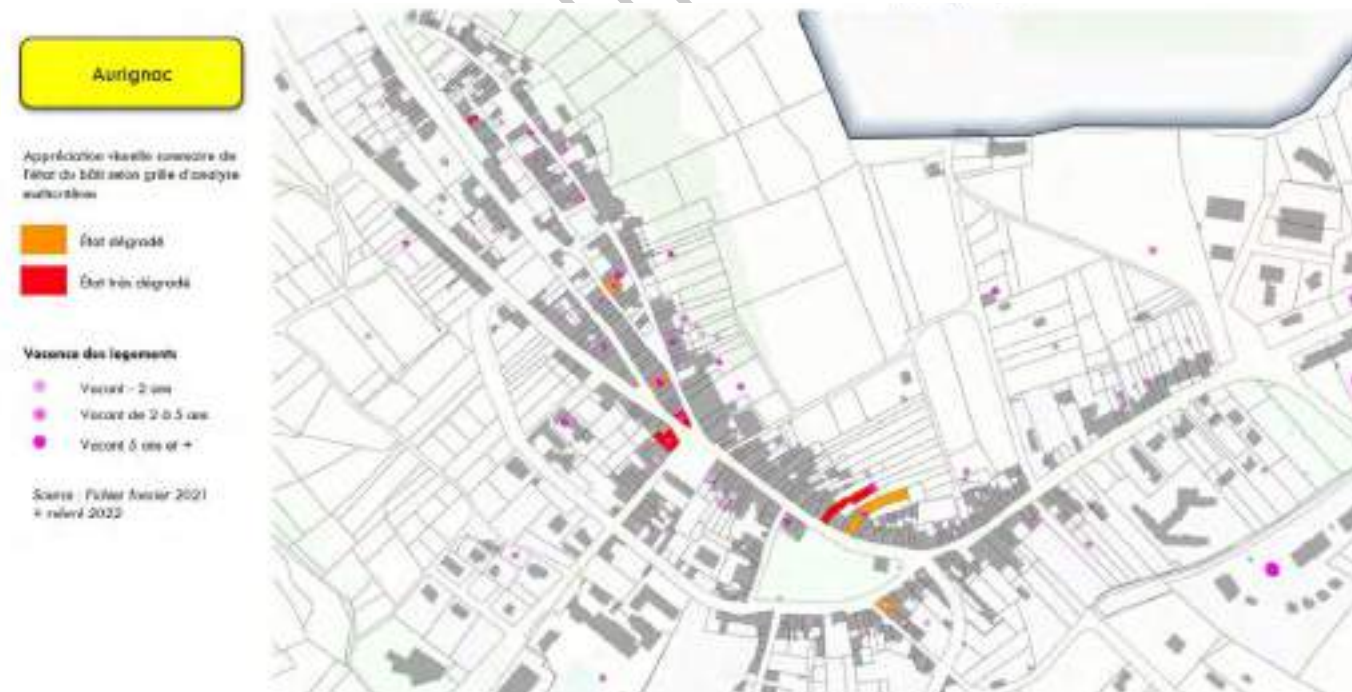 Aurignac
Appréciation visuelle sommaire de
l'état du bâti selon grille d'analyse
multicritères
État dégradé
État très dégradé
Vacance des logements
Vacant - 2 ans
Vacant de 2 à 5 ans
Vacant 5 ans et +
Source : Fichier foncier 2021
+ relevé 2022